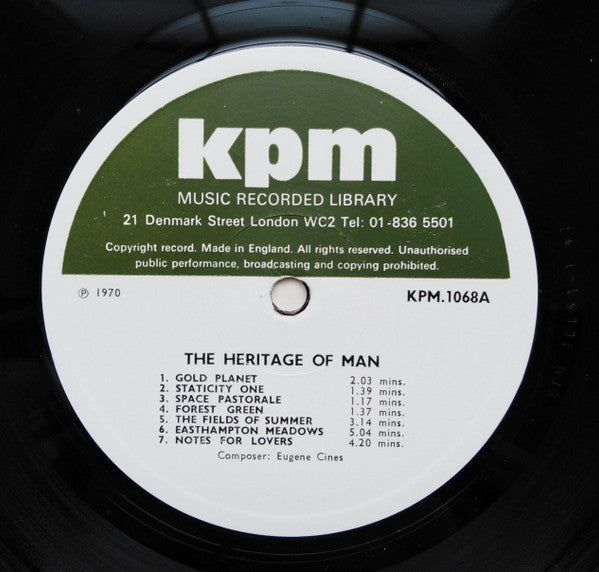 kpm
MUSIC RECORDED LIBRARY
21 Denmark Street London WC2 Tel: 01-836 5501
Copyright record. Made in England. All rights reserved. Unauthorised
public performance, broadcasting and copying prohibited.
℗ 1970 KPM.1068A
THE HERITAGE OF MAN
1. GOLD PLANET 2.03 mins.
2. STATICITY ONE 1.39 mins.
3. SPACE PASTORALE 1.17 mins.
4. FOREST GREEN 1.37 mins.
5. THE FIELDS OF SUMMER 3.14 mins.
6. EASTHAMPTON MEADOWS 5.04 mins.
7. NOTES FOR LOVERS 4.20 mins.
Composer: Eugene Cines